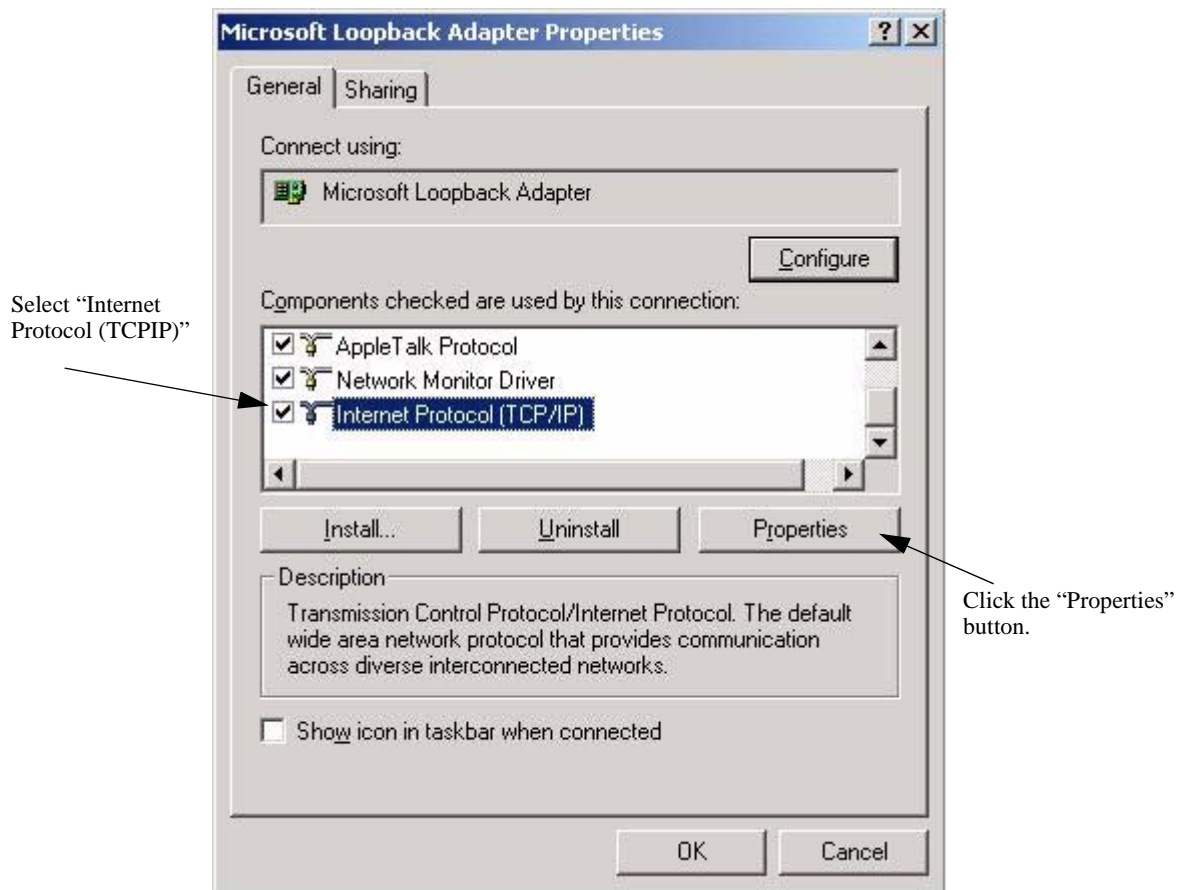 Microsoft Loopback Adapter Properties
General
Sharing
Connect using:
Microsoft Loopback Adapter
Configure
Select “Internet
Protocol (TCPIP)”
Components checked are used by this connection:
AppleTalk Protocol
Network Monitor Driver
Internet Protocol (TCP/IP)
Install...
Uninstall
Properties
Click the “Properties”
button.
Description
Transmission Control Protocol/Internet Protocol. The default
wide area network protocol that provides communication
across diverse interconnected networks.
Show icon in taskbar when connected
OK
Cancel